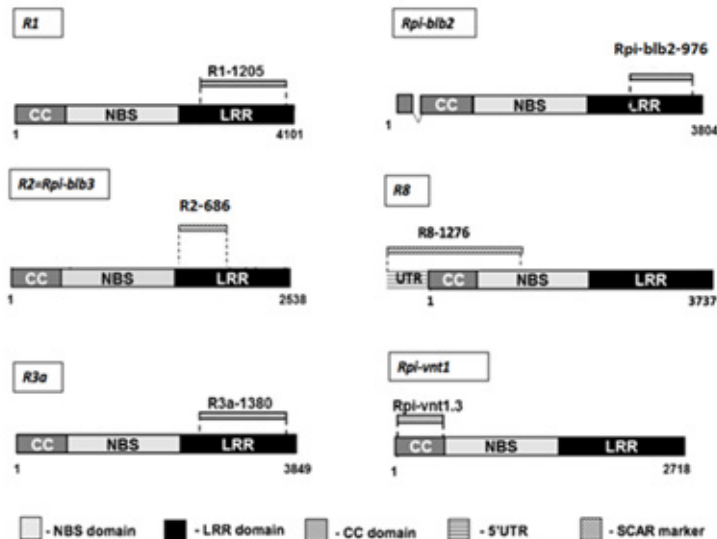 R1
R1-1205
CC NBS LRR
1 4101
Rpi-blb2
Rpi-blb2-976
CC NBS LRR
1 3804
R2=Rpi-blb3
R2-686
CC NBS LRR
1 2538
R8
R8-1276
UTR CC NBS LRR
1 3737
R3a
R3a-1380
CC NBS LRR
1 3849
Rpi-vnt1
Rpi-vnt1.3
CC NBS LRR
1 2718
- NBS domain - LRR domain - CC domain - 5'UTR - SCAR marker